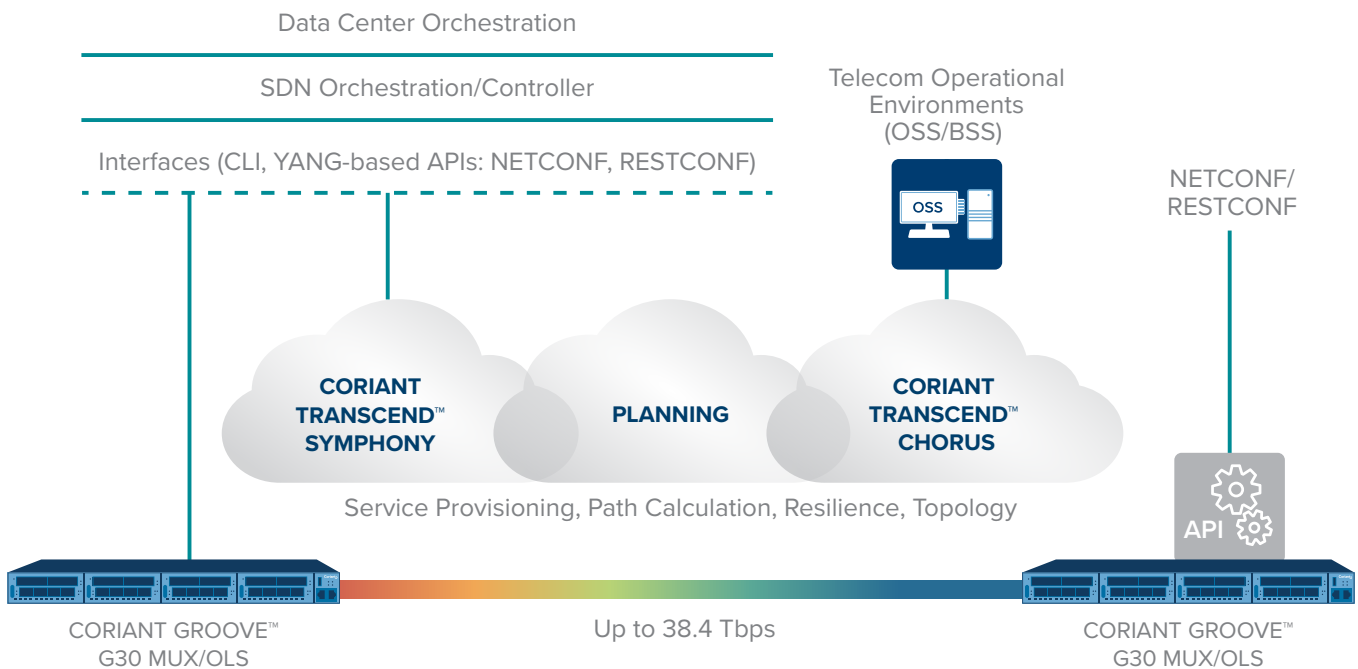 Data Center Orchestration
SDN Orchestration/Controller
Interfaces (CLI, YANG-based APIs: NETCONF, RESTCONF)
Telecom Operational
Environments
(OSS/BSS)
OSS
NETCONF/
RESTCONF
CORIANT
TRANSCEND™
SYMPHONY
PLANNING
CORIANT
TRANSCEND™
CHORUS
Service Provisioning, Path Calculation, Resilience, Topology
API
CORIANT GROOVE™
G30 MUX/OLS
Up to 38.4 Tbps
CORIANT GROOVE™
G30 MUX/OLS